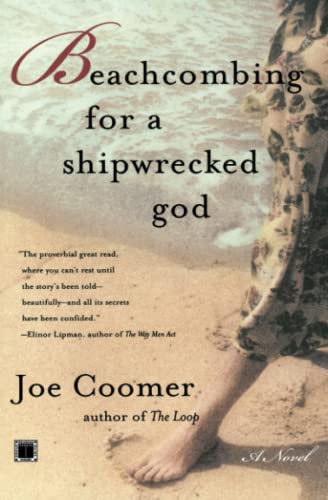 Beachcombing
for a
shipwrecked
god
"The proverbial great read,
where you can't rest until
the story's been told—
beautifully—and all its secrets
have been confided."
—Elinor Lipman, author of The Way Men Act
Joe Coomer
author of The Loop
A Novel